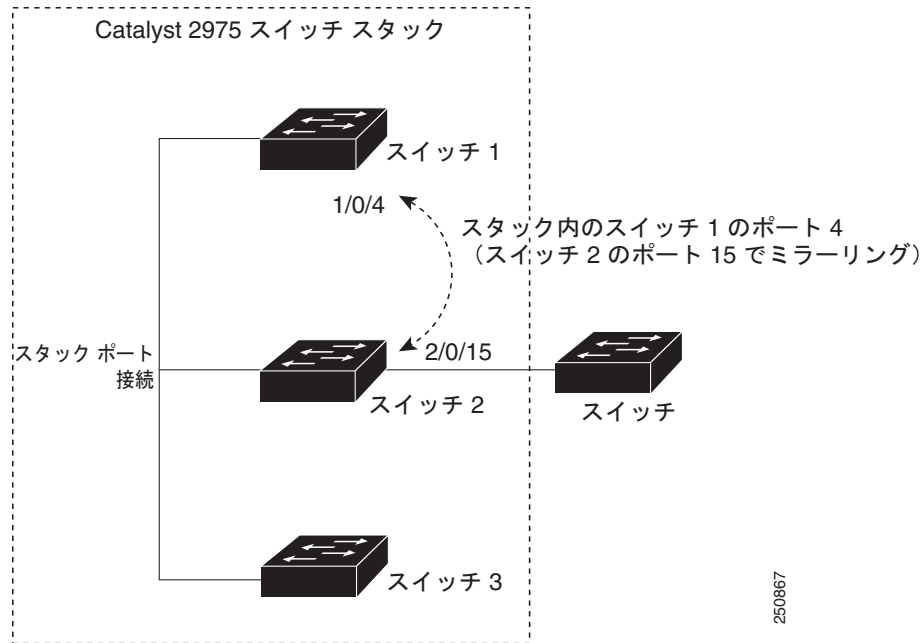 Catalyst 2975 スイッチ スタック
スイッチ 1
1/0/4
スタック内のスイッチ 1 のポート 4
（スイッチ 2 のポート 15 でミラーリング）
スタック ポート
接続
2/0/15
スイッチ 2
スイッチ
スイッチ 3
250867